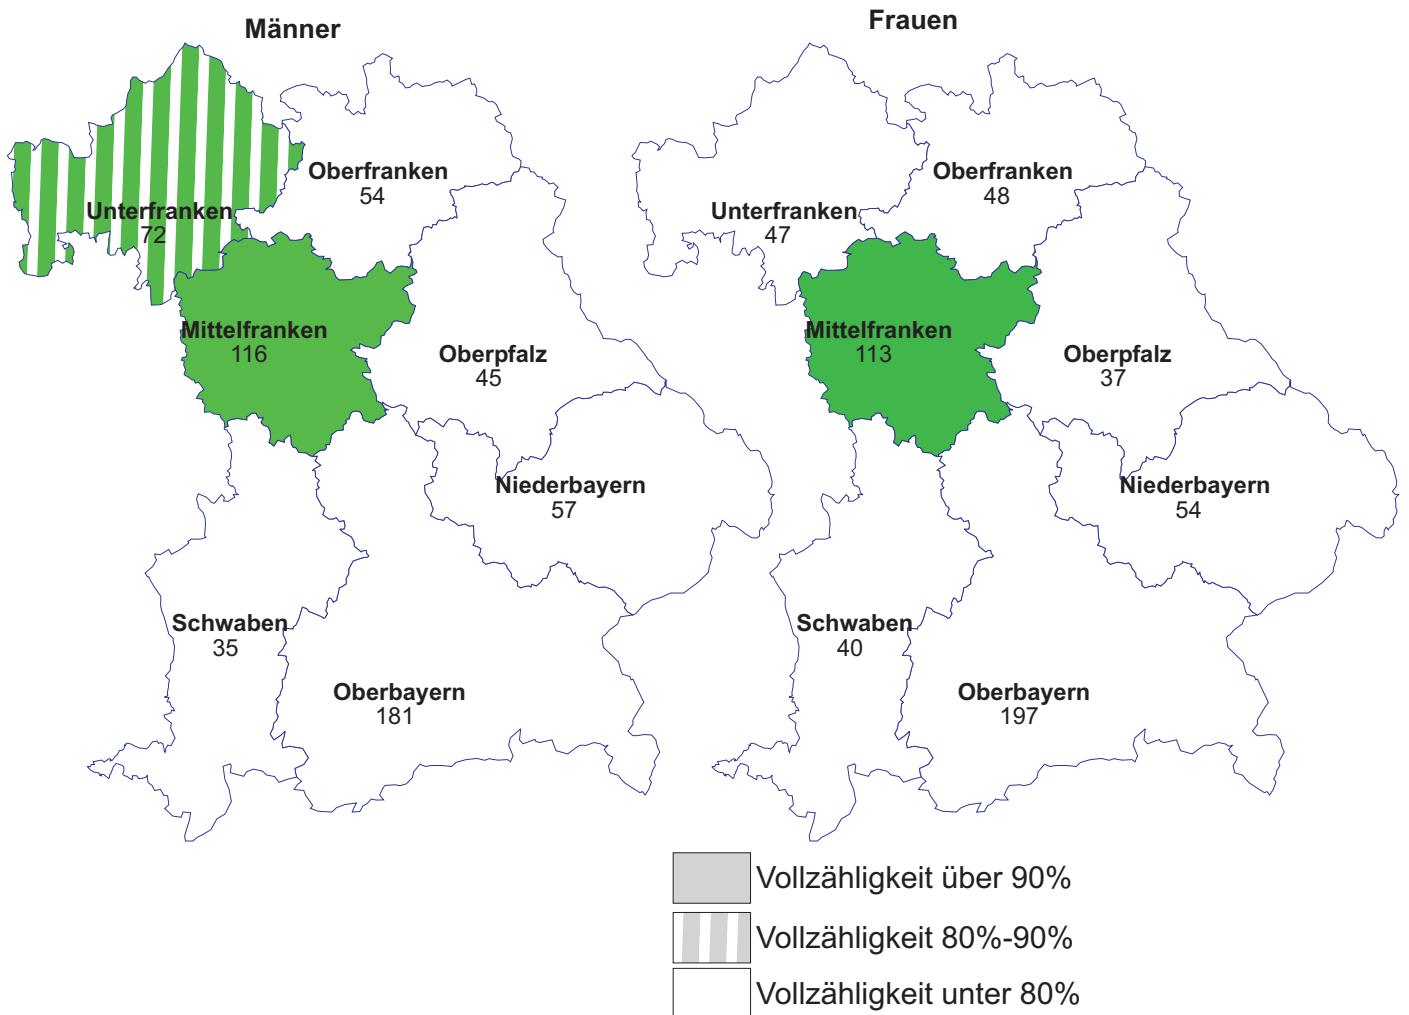 Männer
Oberfranken
54
Unterfranken
72
Mittelfranken
116
Oberpfalz
45
Niederbayern
57
Schwaben
35
Oberbayern
181
Frauen
Oberfranken
48
Unterfranken
47
Mittelfranken
113
Oberpfalz
37
Niederbayern
54
Schwaben
40
Oberbayern
197
Vollzähligkeit über 90%
Vollzähligkeit 80%-90%
Vollzähligkeit unter 80%